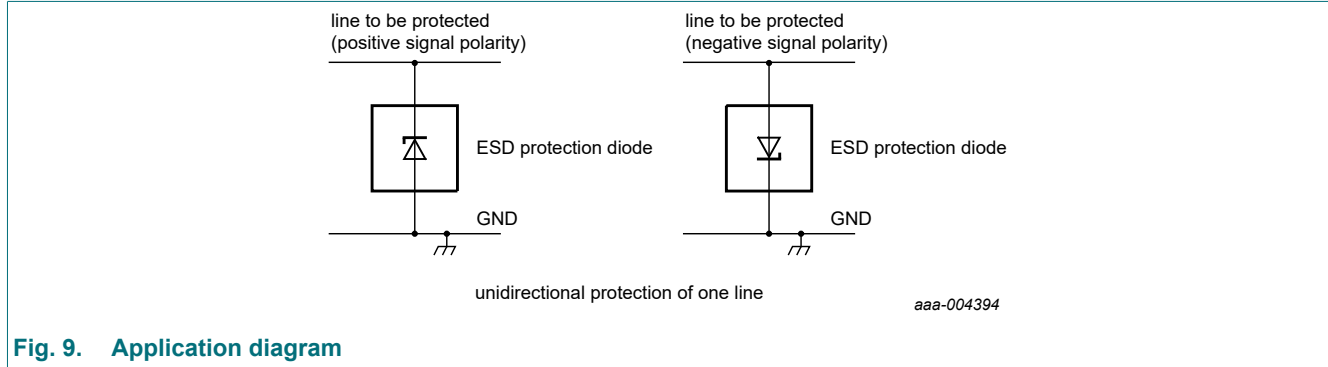 line to be protected
(positive signal polarity)
line to be protected
(negative signal polarity)
ESD protection diode
ESD protection diode
GND
GND
unidirectional protection of one line
aaa-004394
Fig. 9. Application diagram